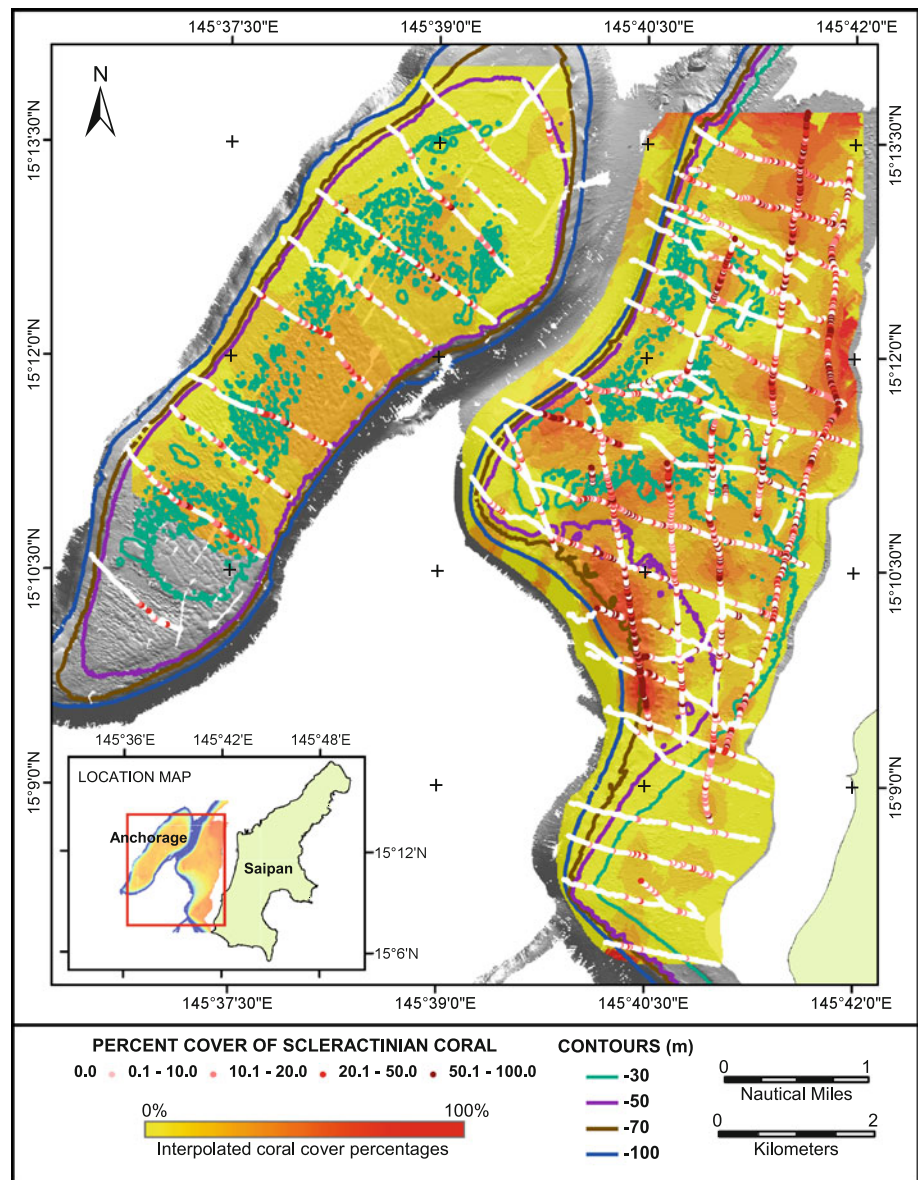 145°37'30"E 145°39'0"E 145°40'30"E 145°42'0"E
N
15°13'30"N 15°13'30"N
15°12'0"N 15°12'0"N
15°10'30"N 15°10'30"N
15°9'0"N
145°36'E 145°42'E 145°48'E
LOCATION MAP
Anchorage
Saipan
15°12'N
15°6'N
145°37'30"E 145°39'0"E 145°40'30"E 145°42'0"E
PERCENT COVER OF SCLERACTINIAN CORAL
0.0 0.1 - 10.0 10.1 - 20.0 20.1 - 50.0 50.1 - 100.0
0% 100%
Interpolated coral cover percentages
CONTOURS (m)
-30
-50
-70
-100
0 1
Nautical Miles
0 2
Kilometers
15°9'0"N